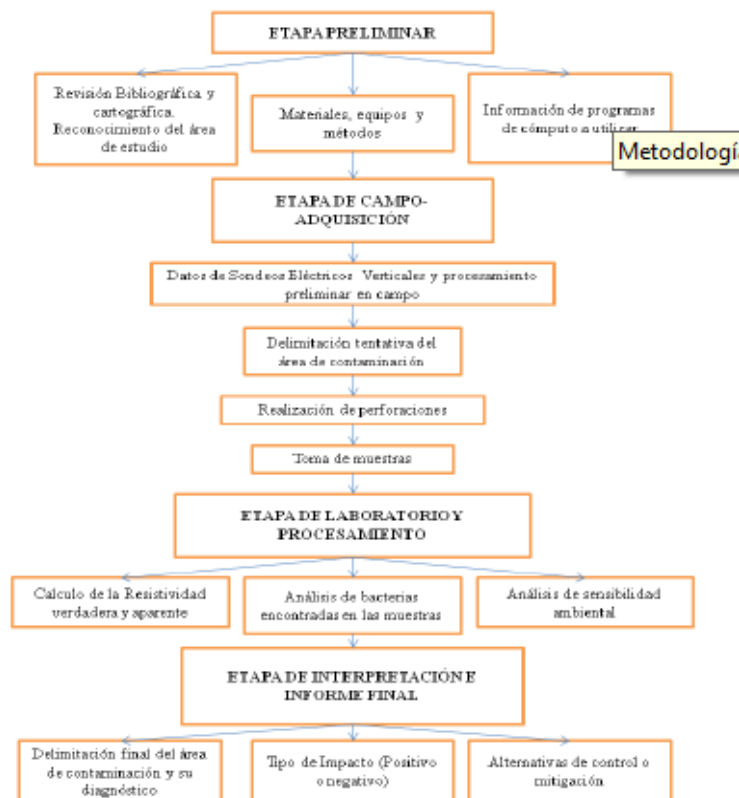 ETAPA PRELIMINAR
Revisión Bibliográfica y
cartográfica.
Reconocimiento del área
de estudio
Materiales, equipos y
métodos
Información de programas
de cómputo a utilizar
Metodología
ETAPA DE CAMPO-
ADQUISICIÓN
Datos de Sondeos Eléctricos Verticales y procesamiento
preliminar en campo
Delimitación tentativa del
área de contaminación
Realización de perforaciones
Toma de muestras
ETAPA DE LABORATORIO Y
PROCESAMIENTO
Calculo de la Resistividad
verdadera y aparente
Análisis de bacterias
encontradas en las muestras
Análisis de sensibilidad
ambiental
ETAPA DE INTERPRETACIÓN E
INFORME FINAL
Delimitación final del área
de contaminación y su
diagnóstico
Tipo de Impacto (Positivo
o negativo)
Alternativas de control o
mitigación